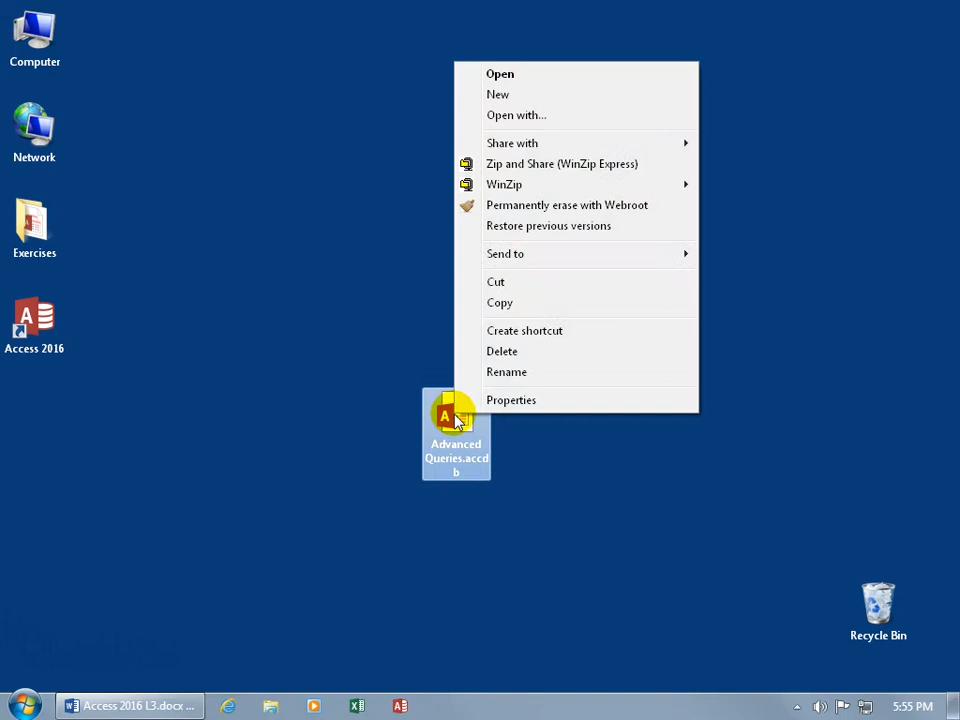 Computer
Network
Exercises
Access 2016
Open
New
Open with...
Share with
Zip and Share (WinZip Express)
WinZip
Permanently erase with Webroot
Restore previous versions
Send to
Cut
Copy
Create shortcut
Delete
Rename
Properties
Advanced
Queries.accd
b
Recycle Bin
Access 2016 L3.docx ...
5:55 PM